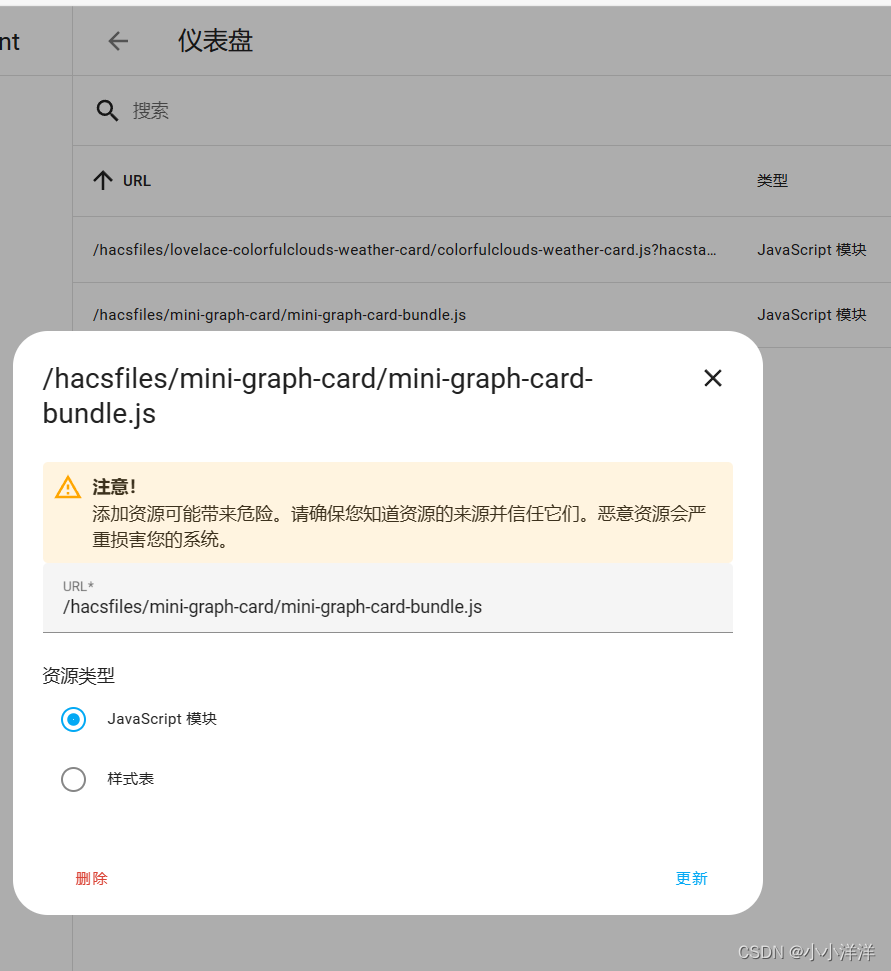 nt
仪表盘
搜索
URL 类型
/hacsfiles/lovelace-colorfulclouds-weather-card/colorfulclouds-weather-card.js?hacsta… JavaScript 模块
/hacsfiles/mini-graph-card/mini-graph-card-bundle.js JavaScript 模块
/hacsfiles/mini-graph-card/mini-graph-card-
bundle.js
注意！
添加资源可能带来危险。请确保您知道资源的来源并信任它们。恶意资源会严
重损害您的系统。
URL*
/hacsfiles/mini-graph-card/mini-graph-card-bundle.js
资源类型
JavaScript 模块
样式表
删除 更新
CSDN @小小洋洋